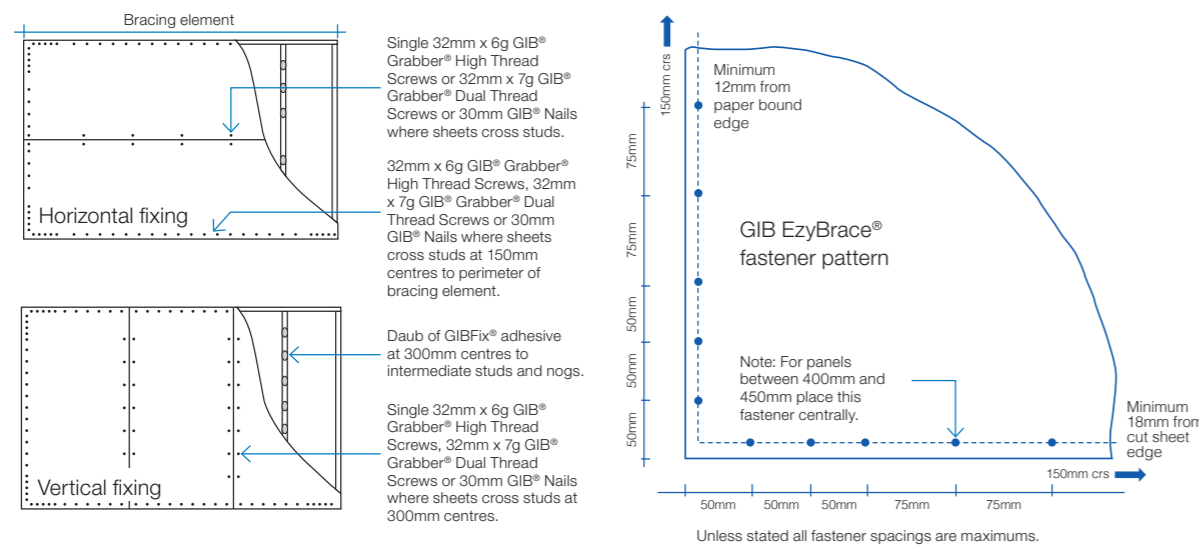 Bracing element
Single 32mm x 6g GIB®
Grabber® High Thread
Screws or 32mm x 7g GIB®
Grabber® Dual Thread
Screws or 30mm GIB® Nails
where sheets cross studs.
Horizontal fixing
32mm x 6g GIB® Grabber®
High Thread Screws, 32mm
x 7g GIB® Grabber® Dual
Thread Screws or 30mm
GIB® Nails where sheets
cross studs at 150mm
centres to perimeter of
bracing element.
Daub of GIBFix® adhesive
at 300mm centres to
intermediate studs and nogs.
Single 32mm x 6g GIB®
Grabber® High Thread
Screws, 32mm x 7g GIB®
Grabber® Dual Thread
Screws or 30mm GIB® Nails
where sheets cross studs at
300mm centres.
Vertical fixing
150mm crs
Minimum
12mm from
paper bound
edge
75mm
75mm
50mm
50mm
50mm
GIB EzyBrace®
fastener pattern
Note: For panels
between 400mm and
450mm place this
fastener centrally.
Minimum
18mm from
cut sheet
edge
150mm crs
50mm
50mm
50mm
75mm
75mm
Unless stated all fastener spacings are maximums.